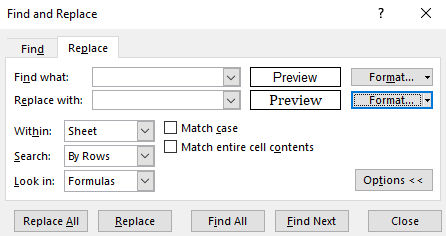 Find and Replace ? ×
Find Replace
Find what: Preview Format...
Replace with: Preview Format...
Within: Sheet Match case
Search: By Rows Match entire cell contents
Look in: Formulas Options <<
Replace All Replace Find All Find Next Close